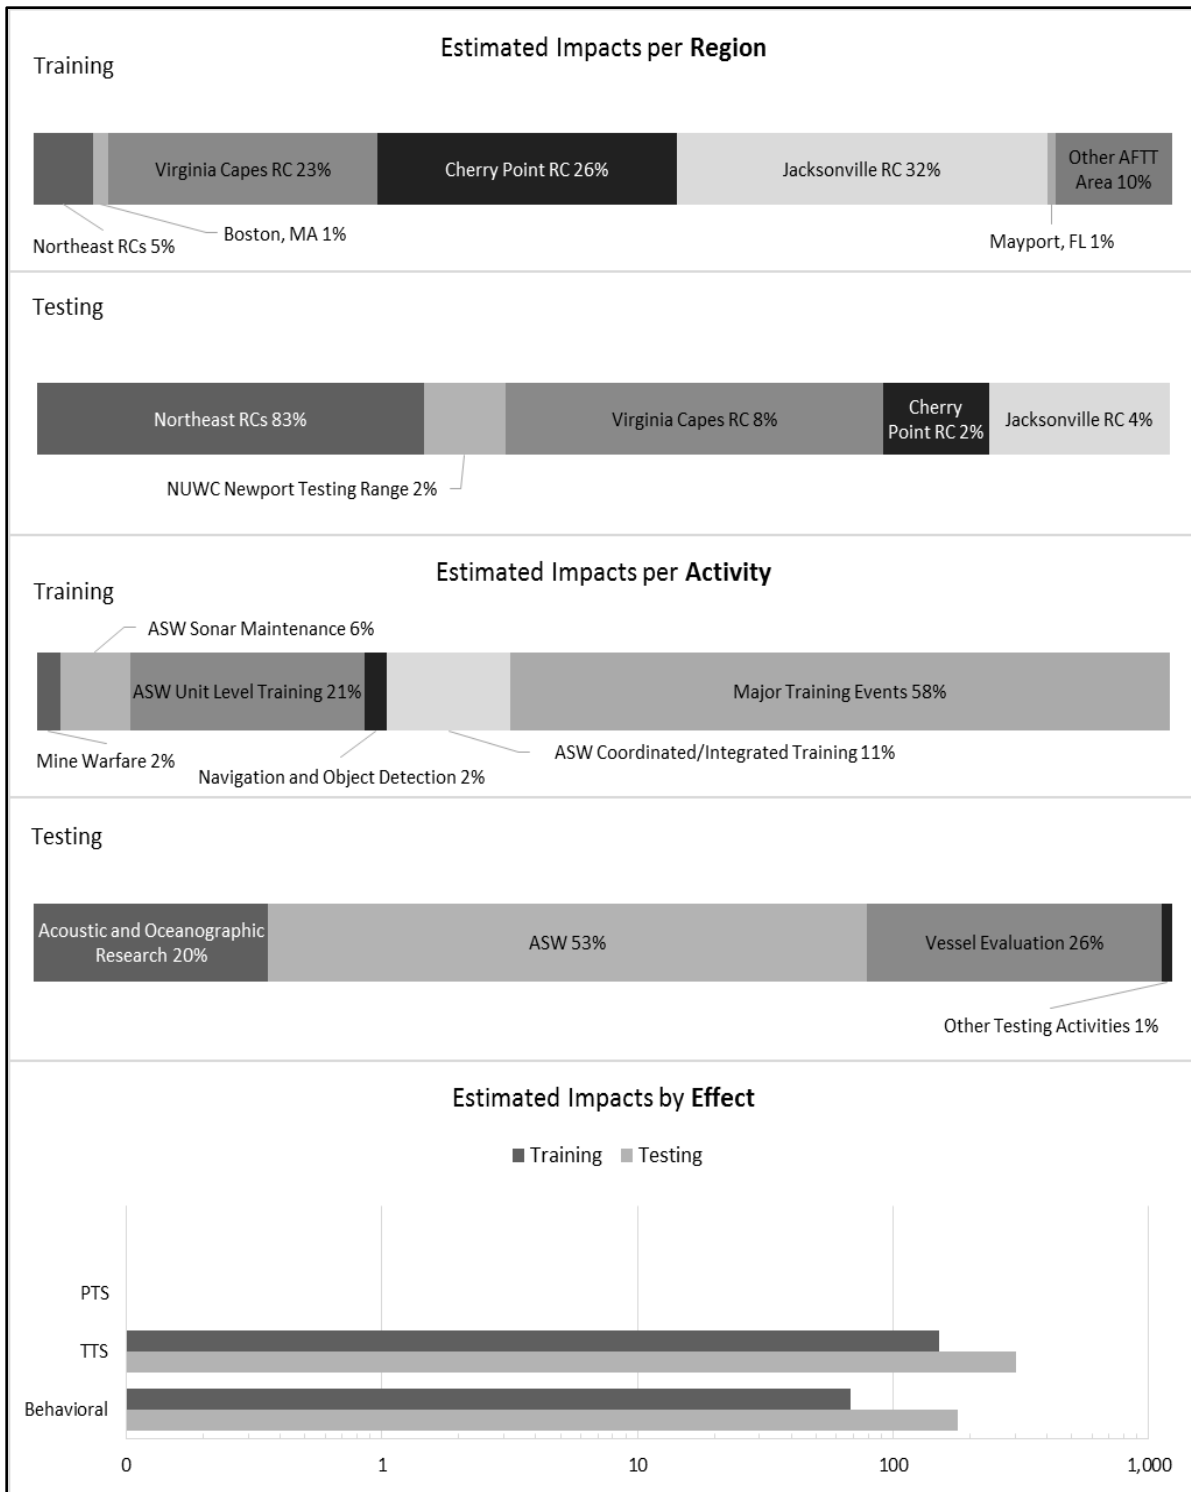 Estimated Impacts per Region
Training
Virginia Capes RC 23%
Cherry Point RC 26%
Jacksonville RC 32%
Other AFTT
Area 10%
Northeast RCs 5%
Boston, MA 1%
Mayport, FL 1%
Testing
Northeast RCs 83%
Virginia Capes RC 8%
Cherry
Point RC 2%
Jacksonville RC 4%
NUWC Newport Testing Range 2%
Estimated Impacts per Activity
Training
ASW Sonar Maintenance 6%
ASW Unit Level Training 21%
Major Training Events 58%
Mine Warfare 2%
Navigation and Object Detection 2%
ASW Coordinated/Integrated Training 11%
Testing
Acoustic and Oceanographic
Research 20%
ASW 53%
Vessel Evaluation 26%
Other Testing Activities 1%
Estimated Impacts by Effect
Training
Testing
PTS
TTS
Behavioral
0
1
10
100
1,000